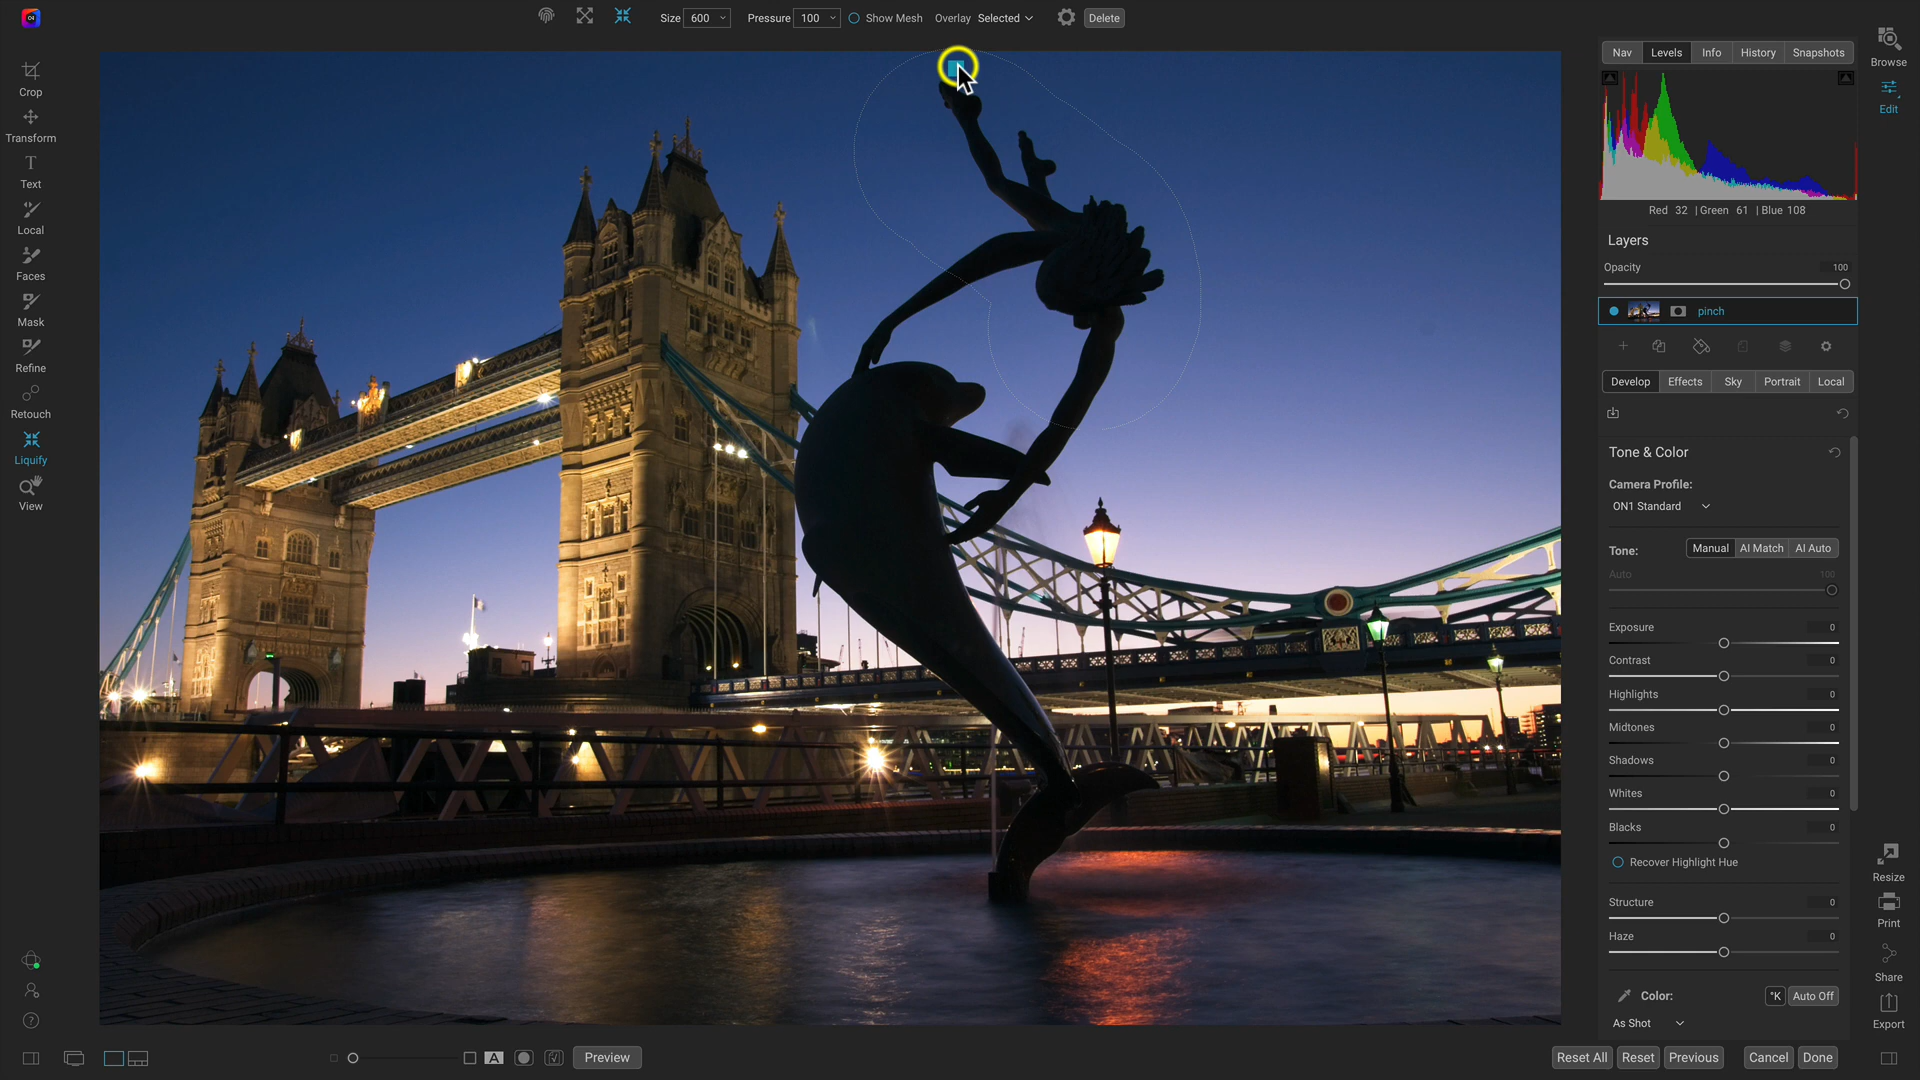 Size 600 Pressure 100 Show Mesh Overlay Selected Delete
Crop
Transform
Text
Local
Faces
Mask
Refine
Retouch
Liquify
View
Nav Levels Info History Snapshots
Red 32 | Green 61 | Blue 108
Layers
Opacity 100
pinch
Develop Effects Sky Portrait Local
Tone & Color
Camera Profile:
ON1 Standard
Tone: Manual AI Match AI Auto
Auto 100
Exposure 0
Contrast 0
Highlights 0
Midtones 0
Shadows 0
Whites 0
Blacks 0
Recover Highlight Hue
Structure 0
Haze 0
Color: °K Auto Off
As Shot
Browse
Edit
Resize
Print
Share
Export
A Preview
Reset All Reset Previous Cancel Done